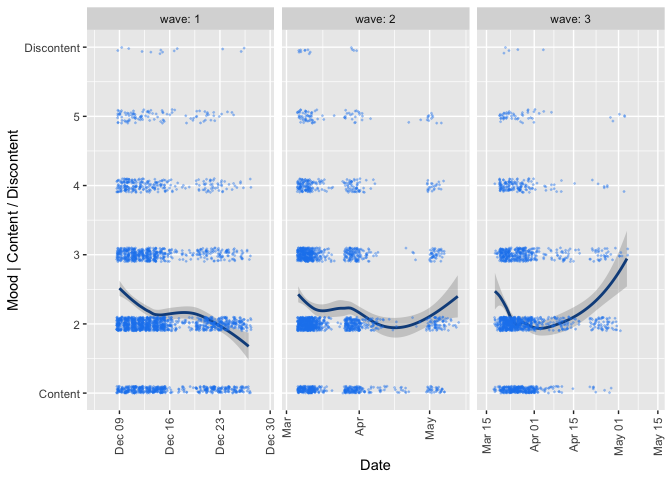 wave: 1
wave: 2
wave: 3
Mood | Content / Discontent
Discontent
5
4
3
2
Content
Dec 09
Dec 16
Dec 23
Dec 30
Mar
Apr
May
Mar 15
Apr 01
Apr 15
May 01
May 15
Date